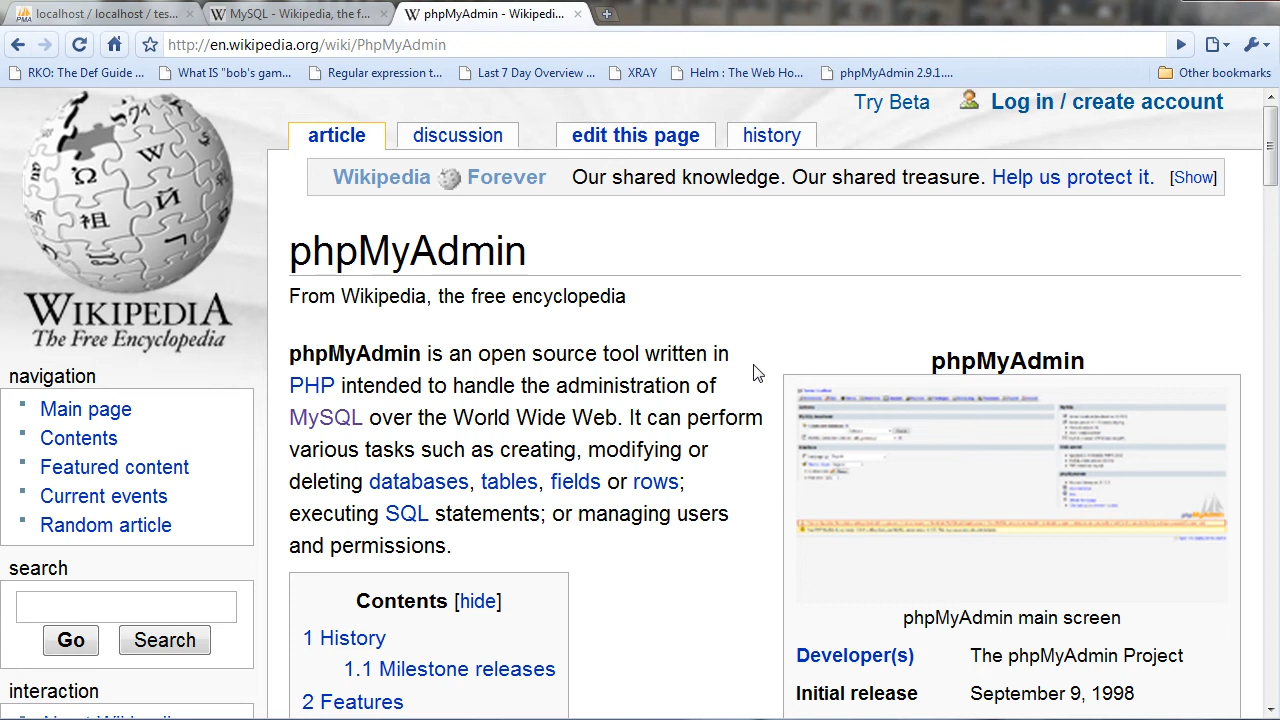 localhost / localhost / tes...
MySQL - Wikipedia, the f...
phpMyAdmin - Wikipedi...
http://en.wikipedia.org/wiki/PhpMyAdmin
RKO: The Def Guide ...
What IS "bob's gam...
Regular expression t...
Last 7 Day Overview ...
XRAY
Helm : The Web Ho...
phpMyAdmin 2.9.1....
Other bookmarks
Try Beta
Log in / create account
article
discussion
edit this page
history
Wikipedia Forever Our shared knowledge. Our shared treasure. Help us protect it. [Show]
WIKIPEDIA
The Free Encyclopedia
navigation
Main page
Contents
Featured content
Current events
Random article
search
Go
Search
interaction
phpMyAdmin
From Wikipedia, the free encyclopedia
phpMyAdmin is an open source tool written in
PHP intended to handle the administration of
MySQL over the World Wide Web. It can perform
various tasks such as creating, modifying or
deleting databases, tables, fields or rows;
executing SQL statements; or managing users
and permissions.
Contents [hide]
1 History
1.1 Milestone releases
2 Features
phpMyAdmin
phpMyAdmin main screen
Developer(s) The phpMyAdmin Project
Initial release September 9, 1998